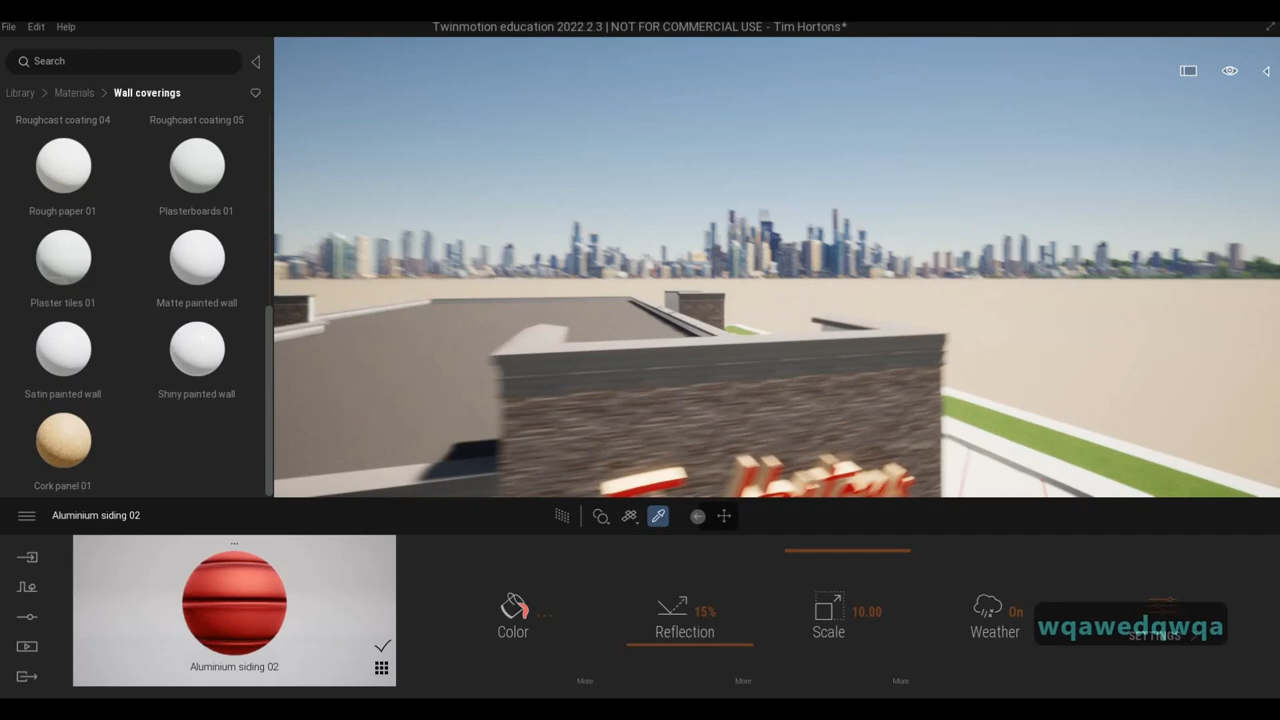 Twinmotion education 2022.2.3 | NOT FOR COMMERCIAL USE - Tim Hortons*
File Edit Help
Search
Library > Materials > Wall coverings
Roughcast coating 04 Roughcast coating 05
Rough paper 01 Plasterboards 01
Plaster tiles 01 Matte painted wall
Satin painted wall Shiny painted wall
Cork panel 01
Aluminium siding 02
...
Aluminium siding 02
Color ...
Reflection 15%
Scale 10.00
Weather On
SETTINGS
wqawedqwqa
More More More